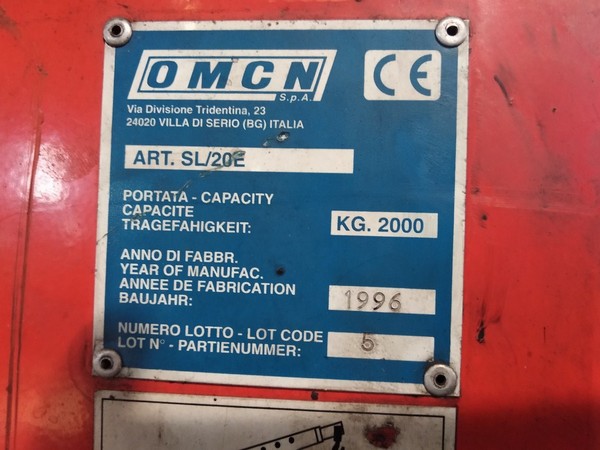 OMCN
S.p.A.
CE
Via Divisione Tridentina, 23
24020 VILLA DI SERIO (BG) ITALIA
ART. SL/20E
PORTATA - CAPACITY
CAPACITE
TRAGEFAHIGKEIT:
KG. 2000
ANNO DI FABBR.
YEAR OF MANUFAC.
ANNEE DE FABRICATION
BAUJAHR:
1996
NUMERO LOTTO - LOT CODE
LOT N° - PARTIENUMMER:
5